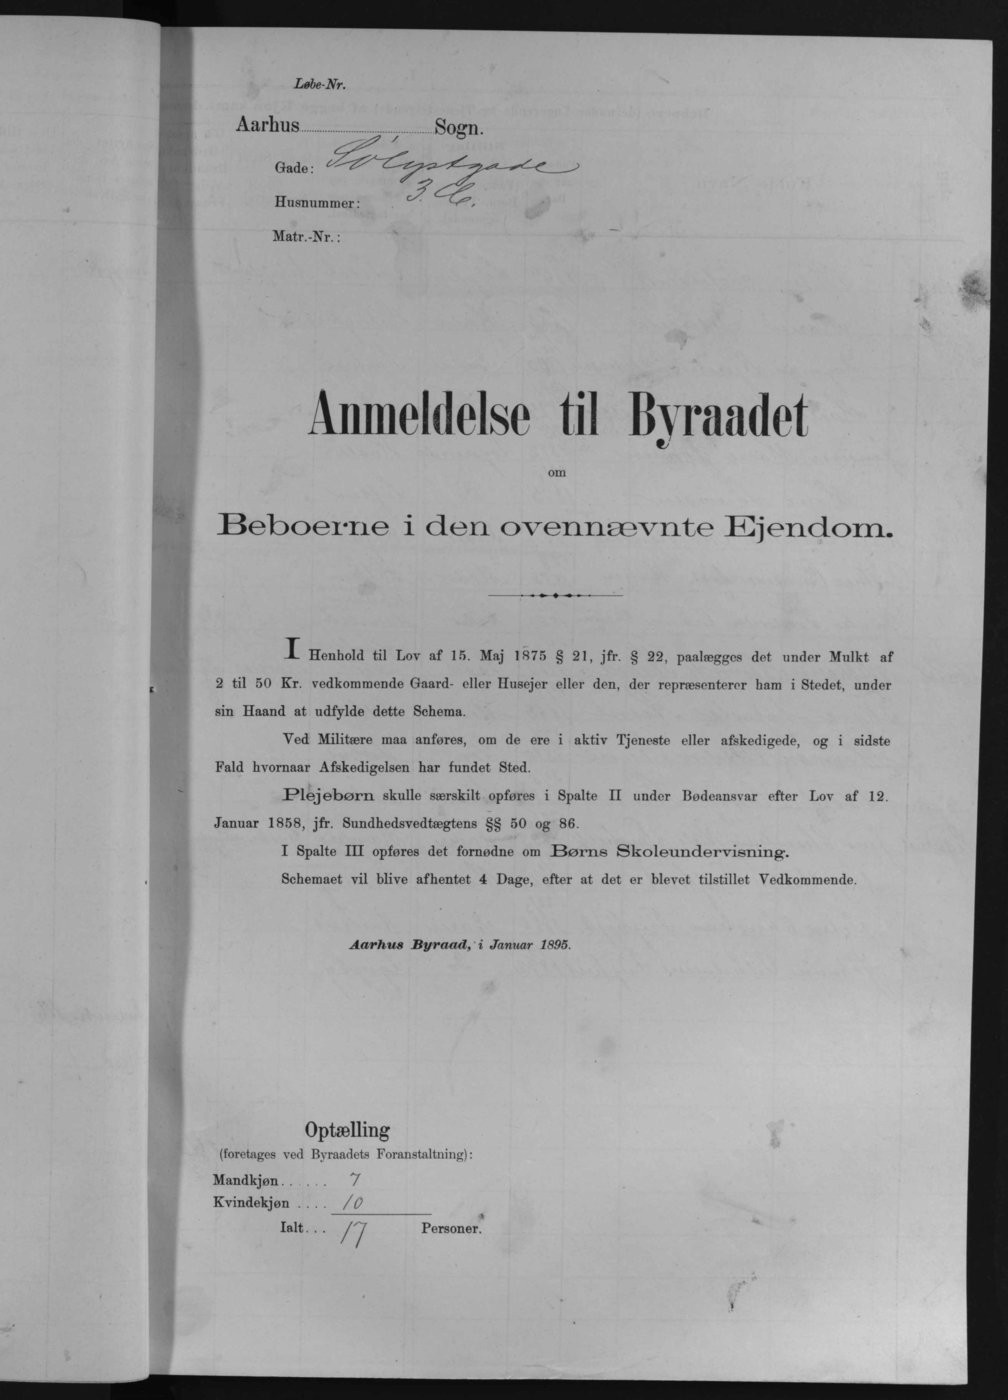 Løbe-Nr.
Aarhus Sogn.
Gade: Sølystgade
Husnummer: 3. C.
Matr.-Nr.:
Anmeldelse til Byraadet
om
Beboerne i den ovennævnte Ejendom.
I Henhold til Lov af 15. Maj 1875 § 21, jfr. § 22, paalægges det under Mulkt af
2 til 50 Kr. vedkommende Gaard- eller Husejer eller den, der repræsenterer ham i Stedet, under
sin Haand at udfylde dette Schema.
Ved Militære maa anføres, om de ere i aktiv Tjeneste eller afskedigede, og i sidste
Fald hvornaar Afskedigelsen har fundet Sted.
Plejebørn skulle særskilt opføres i Spalte II under Bødeansvar efter Lov af 12.
Januar 1858, jfr. Sundhedsvedtægtens §§ 50 og 86.
I Spalte III opføres det fornødne om Børns Skoleundervisning.
Schemaet vil blive afhentet 4 Dage, efter at det er blevet tilstillet Vedkommende.
Aarhus Byraad, i Januar 1895.
Optælling
(foretages ved Byraadets Foranstaltning):
Mandkjøn...... 7
Kvindekjøn .... 10
Ialt... 17 Personer.